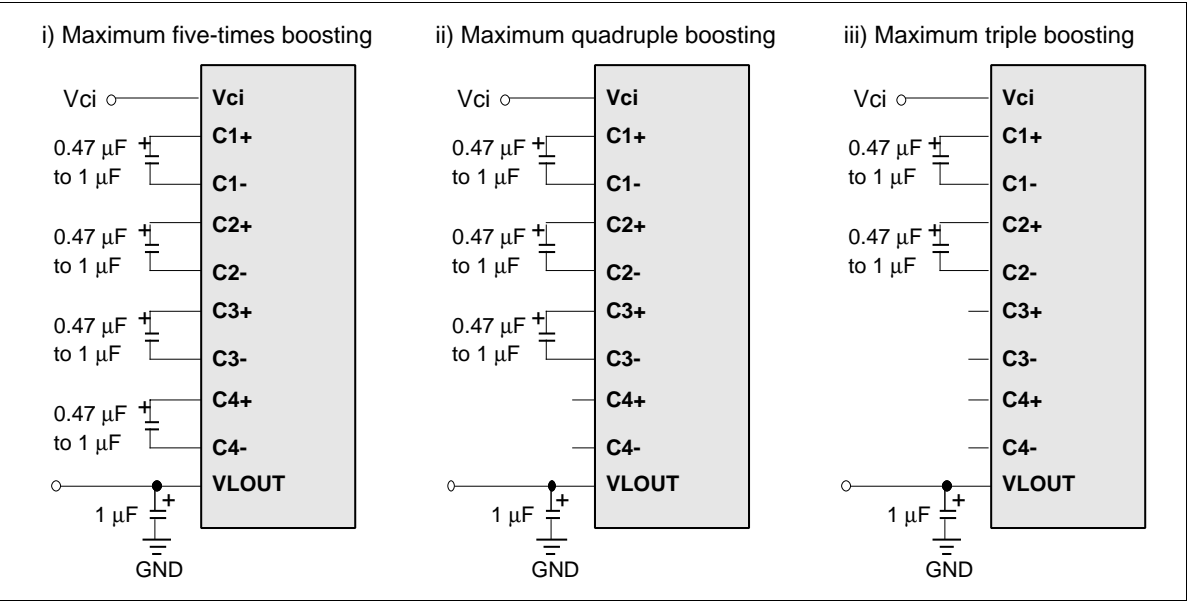 i) Maximum five-times boosting
Vci
Vci
0.47 μF
to 1 μF
+
C1+
C1-
0.47 μF
to 1 μF
+
C2+
C2-
0.47 μF
to 1 μF
+
C3+
C3-
0.47 μF
to 1 μF
+
C4+
C4-
VLOUT
1 μF
+
GND
ii) Maximum quadruple boosting
Vci
Vci
0.47 μF
to 1 μF
+
C1+
C1-
0.47 μF
to 1 μF
+
C2+
C2-
0.47 μF
to 1 μF
+
C3+
C3-
C4+
C4-
VLOUT
1 μF
+
GND
iii) Maximum triple boosting
Vci
Vci
0.47 μF
to 1 μF
+
C1+
C1-
0.47 μF
to 1 μF
+
C2+
C2-
C3+
C3-
C4+
C4-
VLOUT
1 μF
+
GND